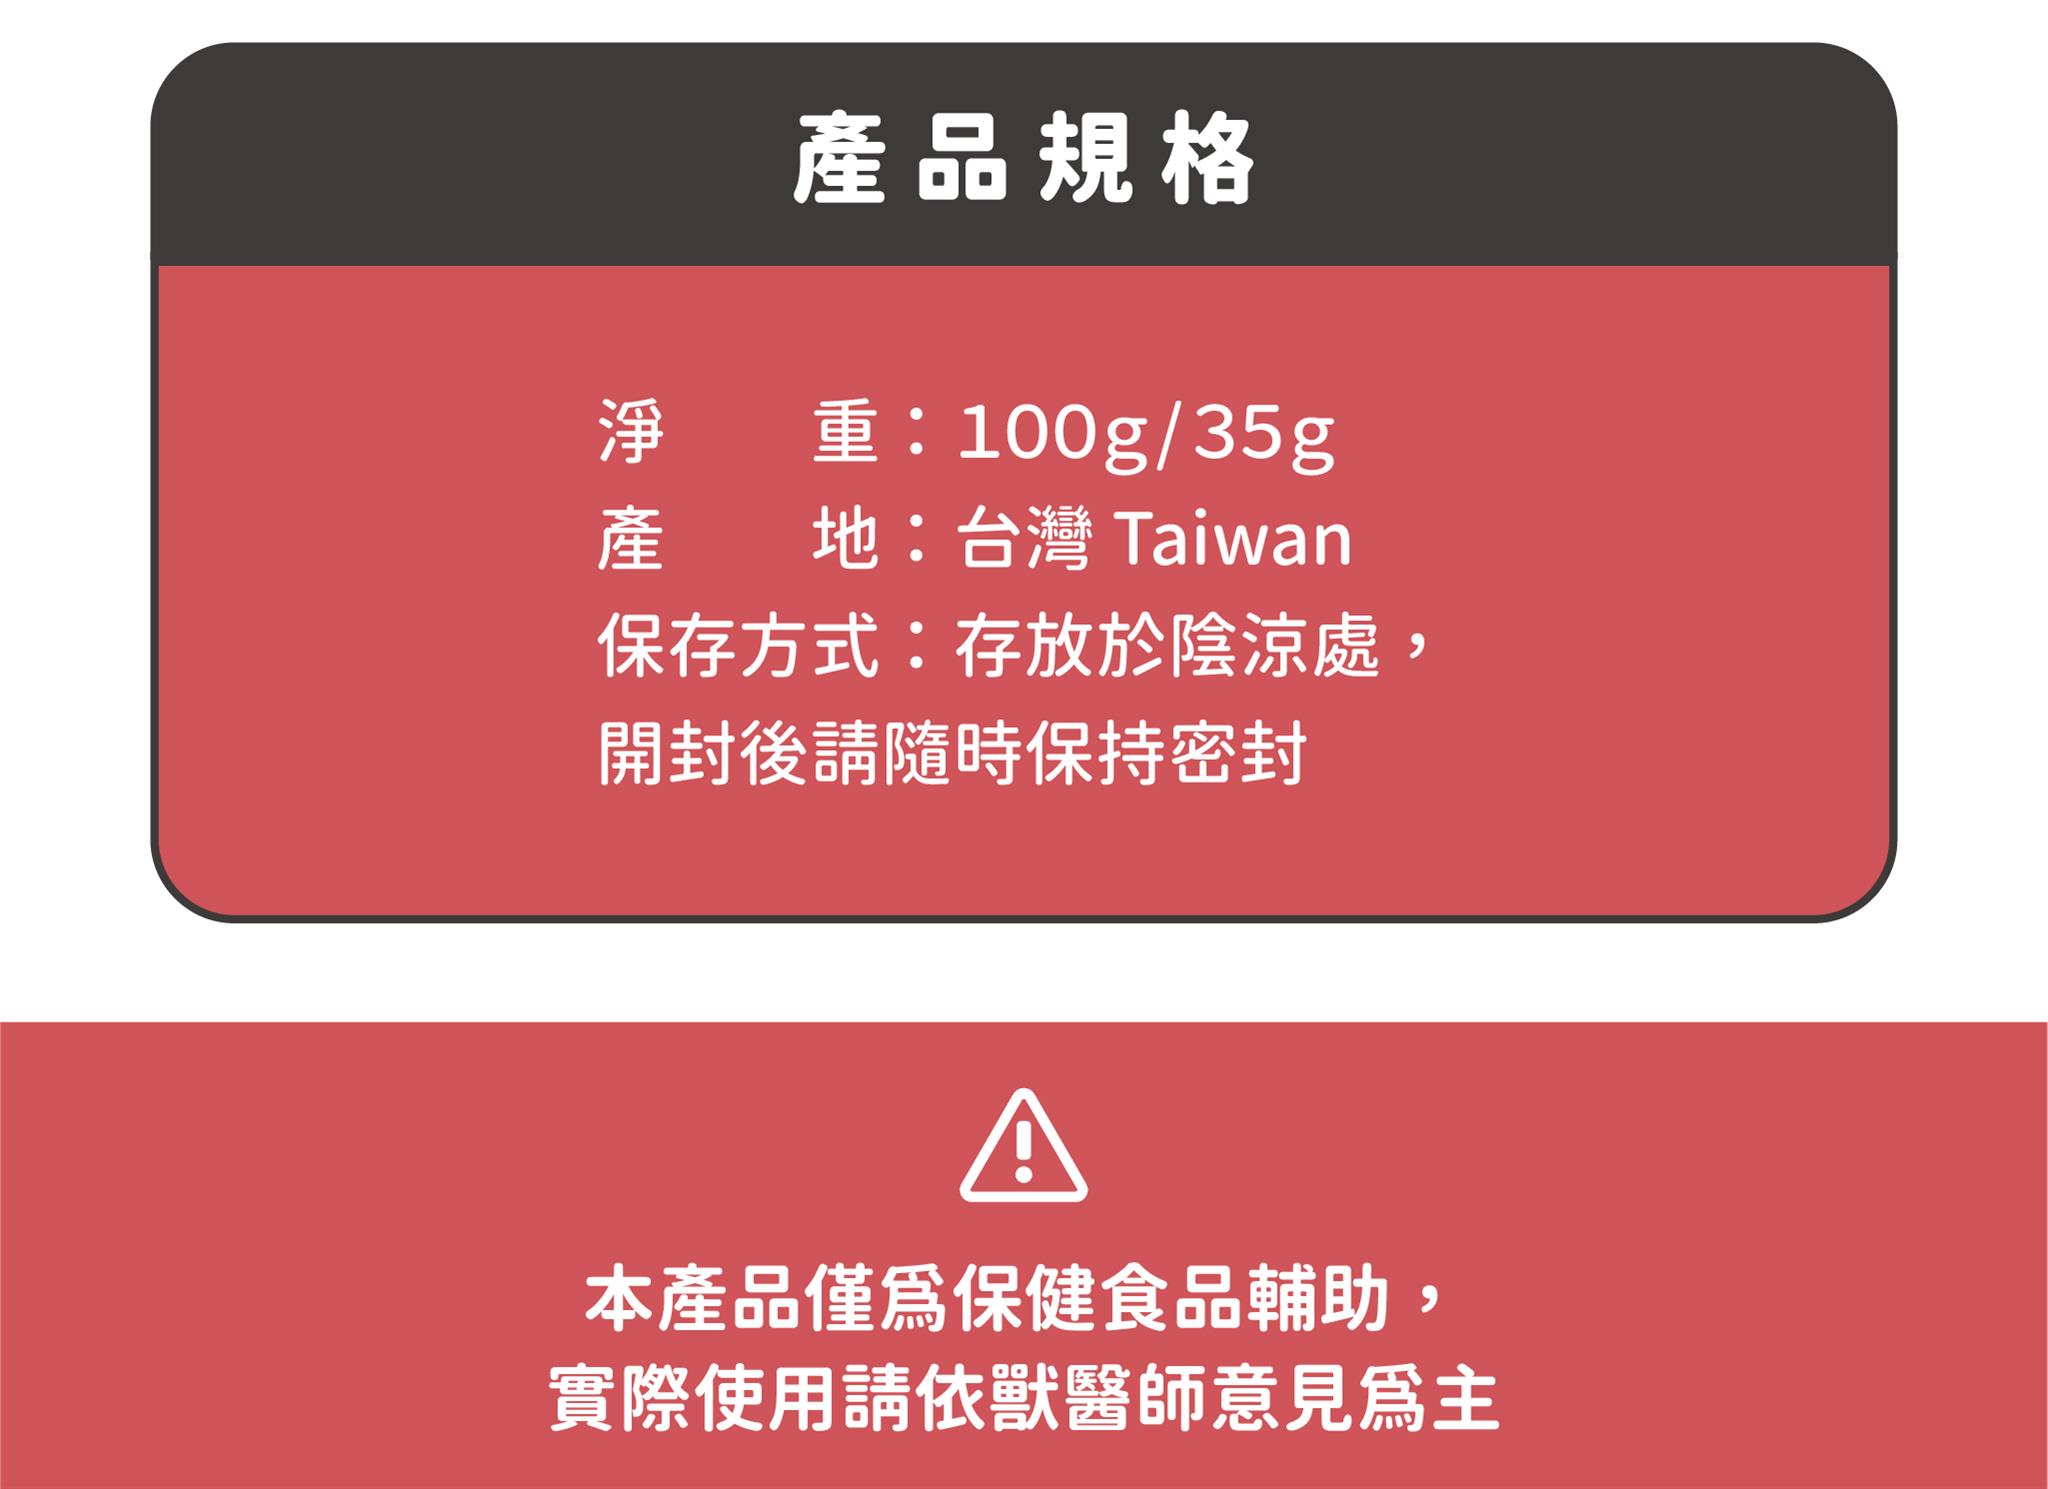 產品規格
淨　　重：100g/35g
產　　地：台灣 Taiwan
保存方式：存放於陰涼處，
開封後請隨時保持密封
本產品僅爲保健食品輔助，
實際使用請依獸醫師意見爲主